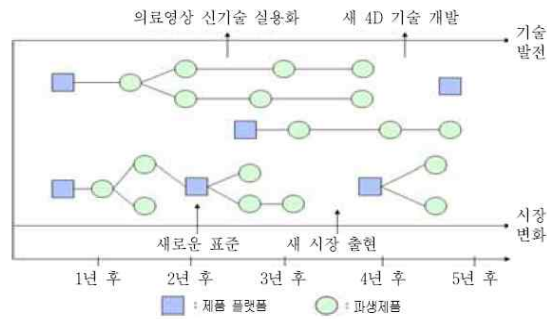 의료영상 신기술 실용화 새 4D 기술 개발
기술
발전
시장
변화
새로운 표준 새 시장 출현
1년 후 2년 후 3년 후 4년 후 5년 후
: 제품 플랫폼 : 파생제품